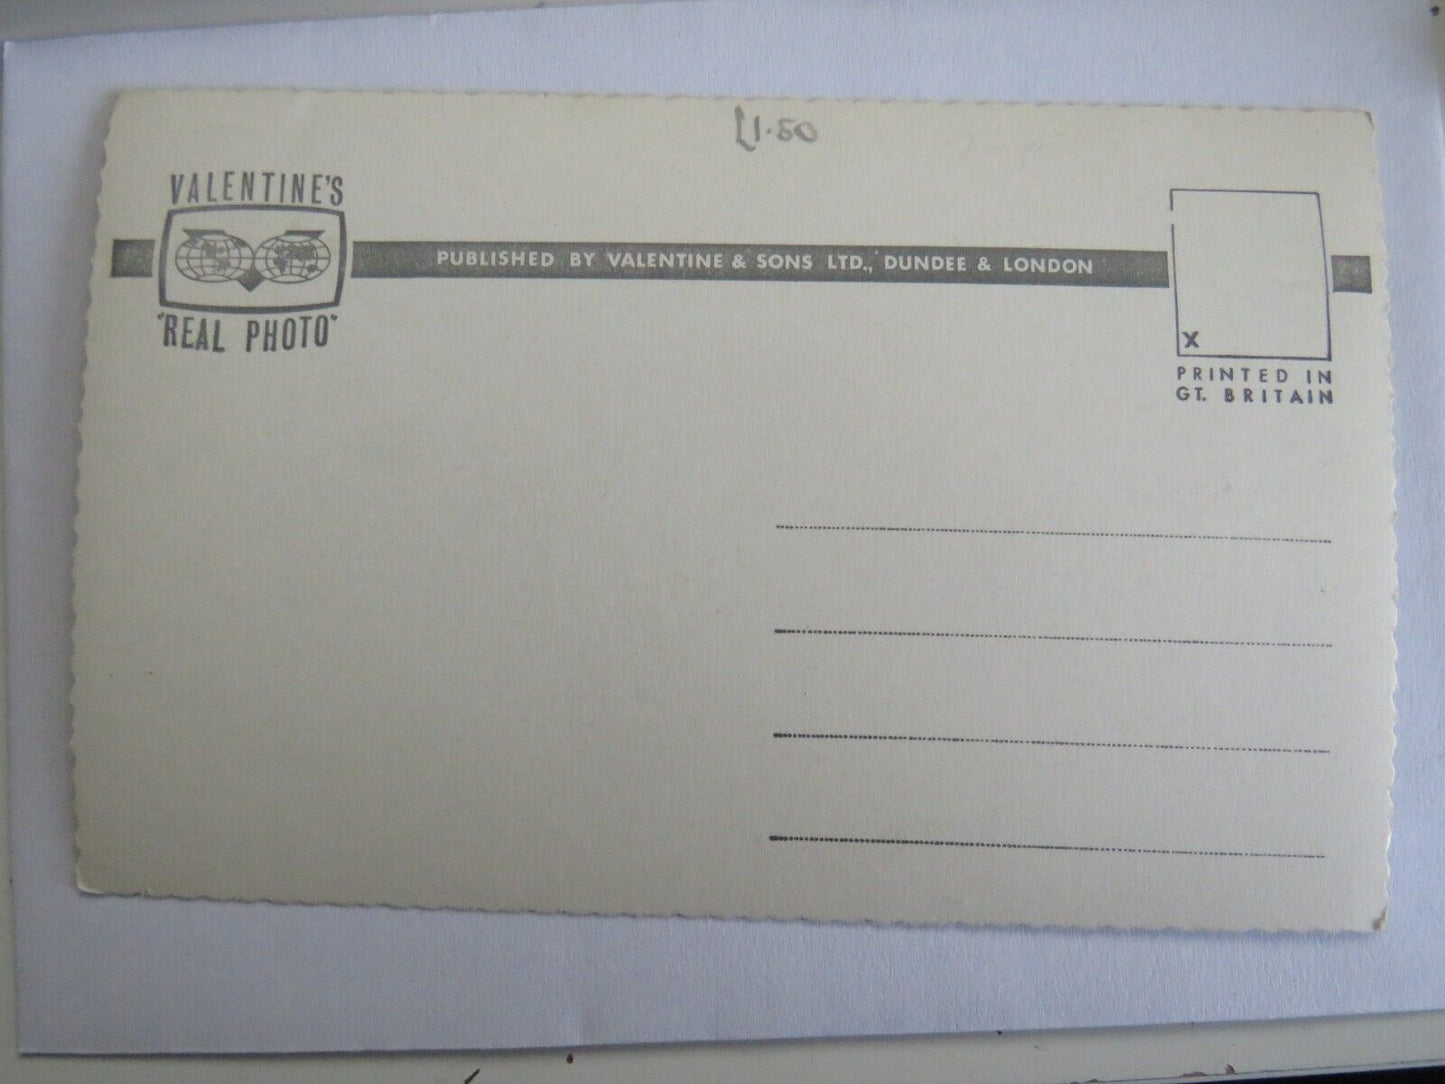 £1.50
VALENTINE'S
PUBLISHED BY VALENTINE & SONS LTD., DUNDEE & LONDON
"REAL PHOTO"
X
PRINTED IN
GT. BRITAIN